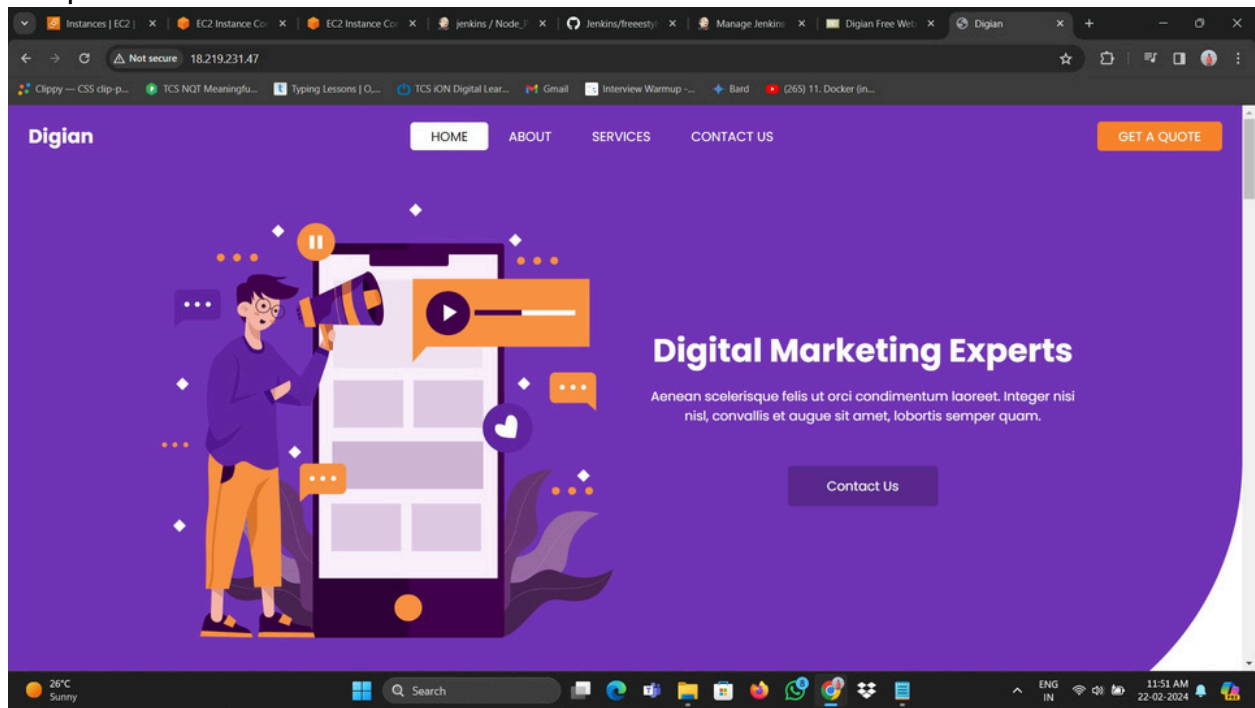 Instances | EC2 |
EC2 Instance Co
EC2 Instance Co
jenkins / Node_P
Jenkins/freeesty
Manage Jenkins
Digian Free Web
Digian
Not secure 18.219.231.47
Clippy — CSS clip-p...
TCS NQT Meaningfu...
Typing Lessons | O,...
TCS iON Digital Lear...
Gmail
Interview Warmup -...
Bard
(265) 11. Docker (in...
Digian
HOME
ABOUT
SERVICES
CONTACT US
GET A QUOTE
Digital Marketing Experts
Aenean scelerisque felis ut orci condimentum laoreet. Integer nisi
nisl, convallis et augue sit amet, lobortis semper quam.
Contact Us
26°C
Sunny
Search
ENG
IN
11:51 AM
22-02-2024